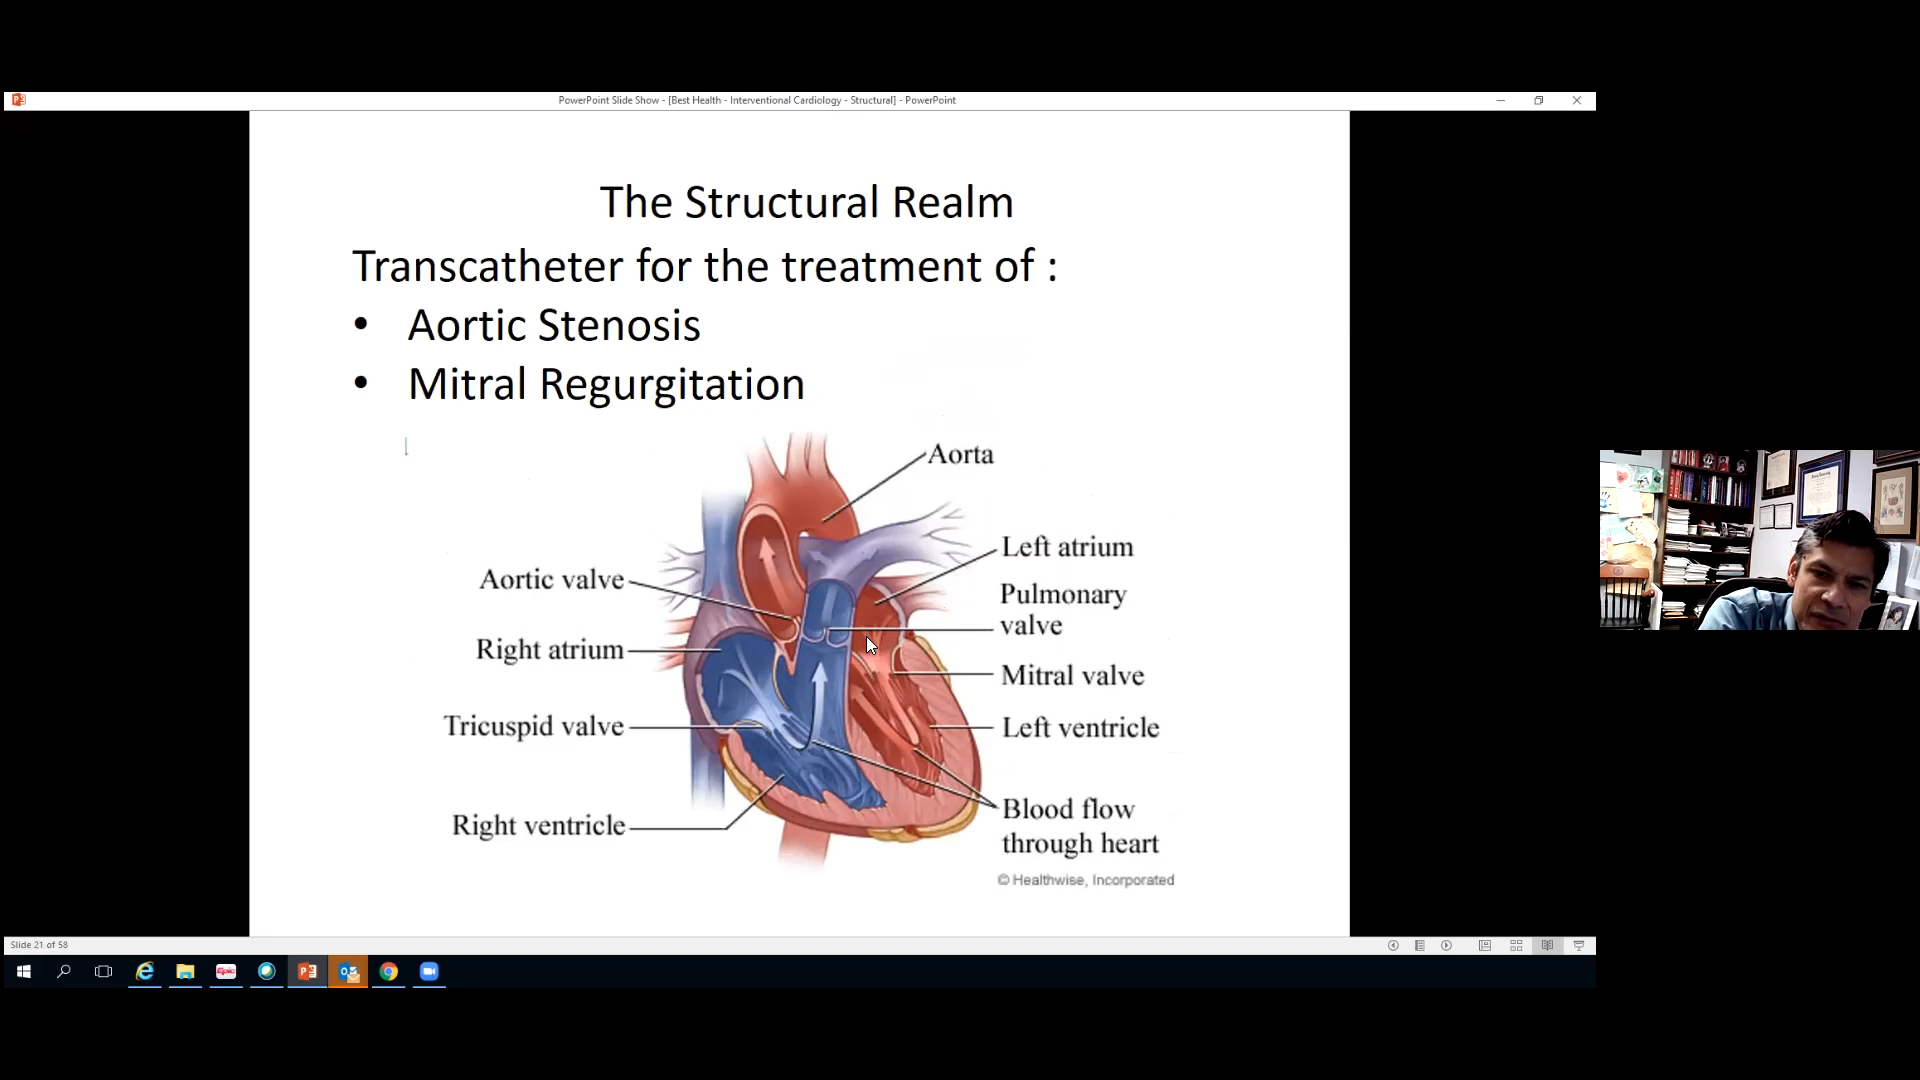 PowerPoint Slide Show - [Best Health - Interventional Cardiology - Structural] - PowerPoint
The Structural Realm
Transcatheter for the treatment of :
• Aortic Stenosis
• Mitral Regurgitation
Aorta
Left atrium
Aortic valve
Pulmonary
valve
Right atrium
Mitral valve
Tricuspid valve
Left ventricle
Right ventricle
Blood flow
through heart
© Healthwise, Incorporated
Slide 21 of 58
Epic